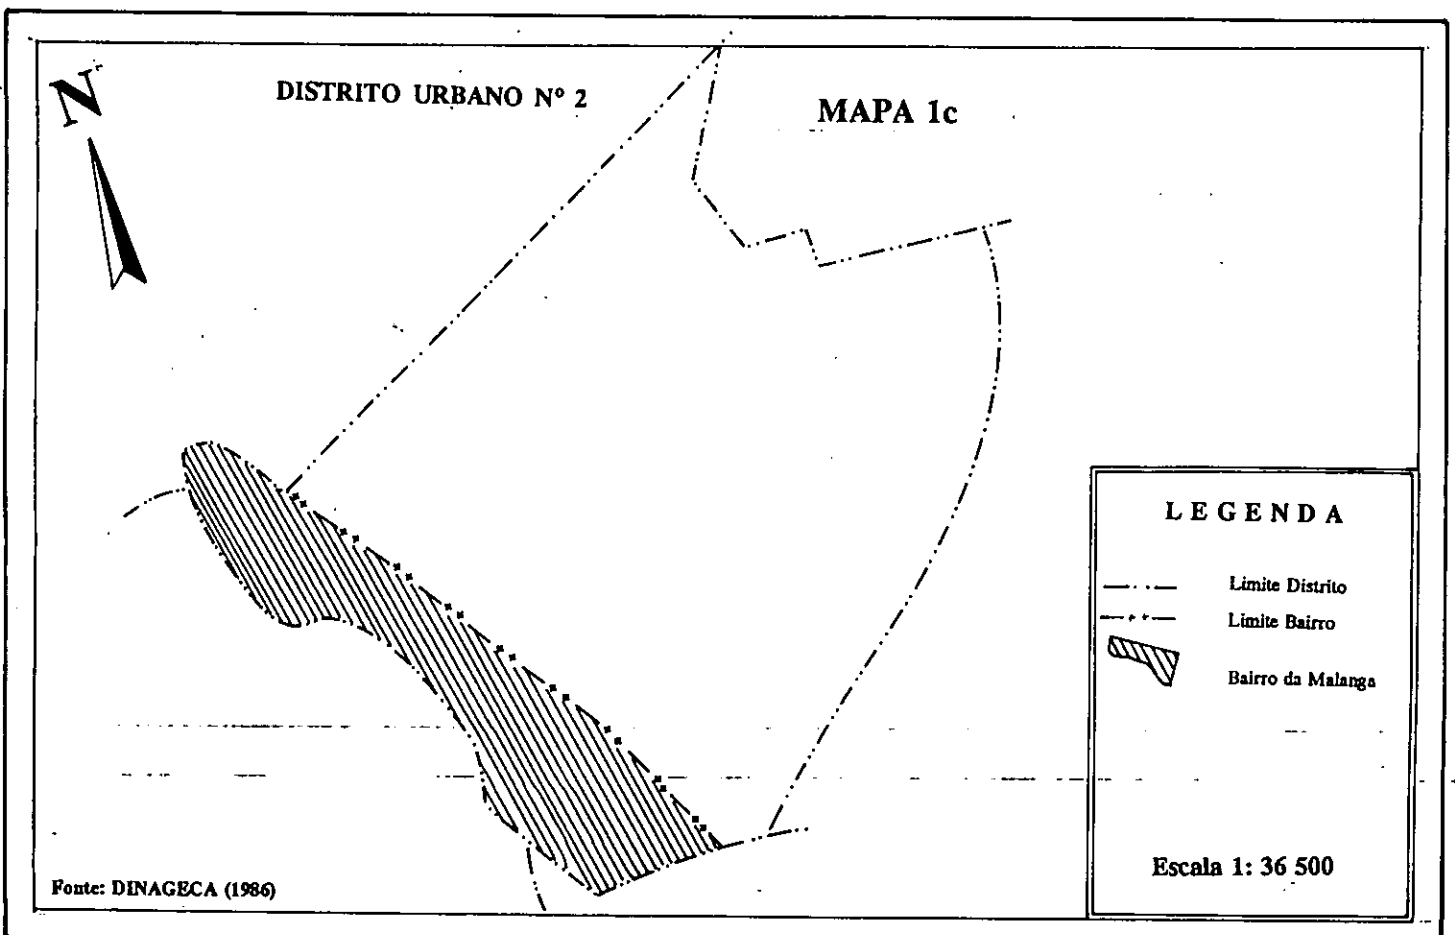 N
DISTRITO URBANO Nº 2
MAPA 1c
LEGENDA
Limite Distrito
Limite Bairro
Bairro da Malanga
Escala 1: 36 500
Fonte: DINAGECA (1986)